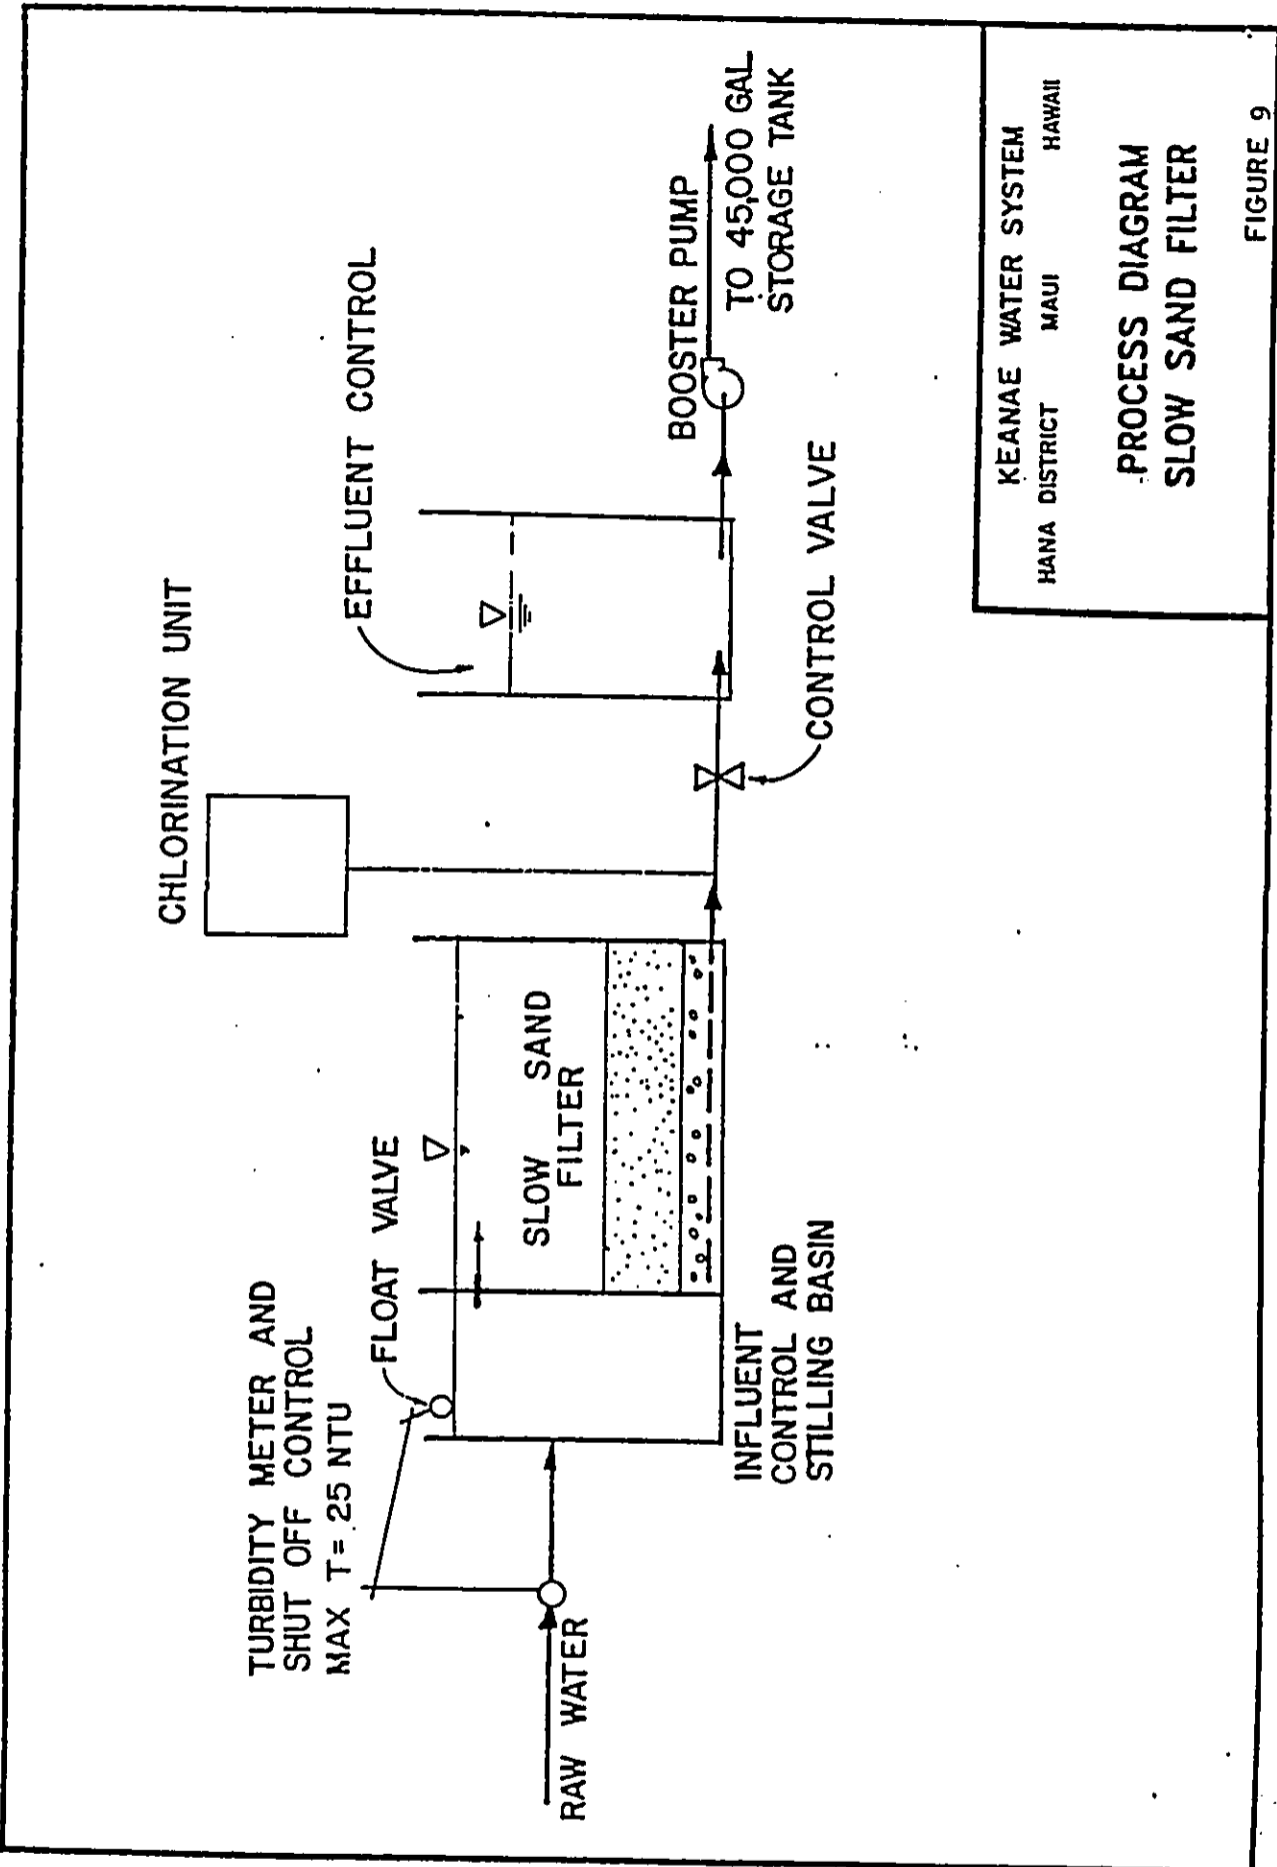 TURBIDITY METER AND
SHUT OFF CONTROL
MAX T= .25 NTU
FLOAT VALVE
CHLORINATION UNIT
EFFLUENT CONTROL
RAW WATER
SLOW SAND
FILTER
INFLUENT
CONTROL AND
STILLING BASIN
CONTROL VALVE
BOOSTER PUMP
TO 45,000 GAL
STORAGE TANK
KEANAE WATER SYSTEM
HANA DISTRICT MAUI HAWAII
PROCESS DIAGRAM
SLOW SAND FILTER
FIGURE 9